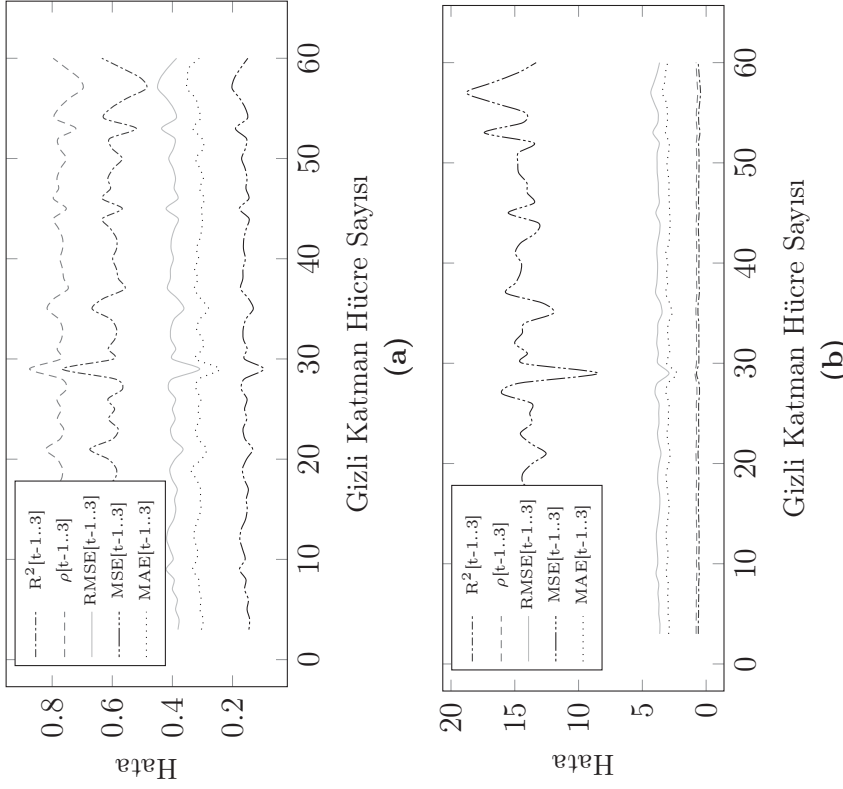 0.8
0.6
0.4
0.2
Hata
0 10 20 30 40 50 60
Gizli Katman Hücre Sayısı
(a)
R²[t-1..3]
ρ[t-1..3]
RMSE[t-1..3]
MSE[t-1..3]
MAE[t-1..3]
20
15
10
5
0
Hata
0 10 20 30 40 50 60
Gizli Katman Hücre Sayısı
(b)
R²[t-1..3]
ρ[t-1..3]
RMSE[t-1..3]
MSE[t-1..3]
MAE[t-1..3]